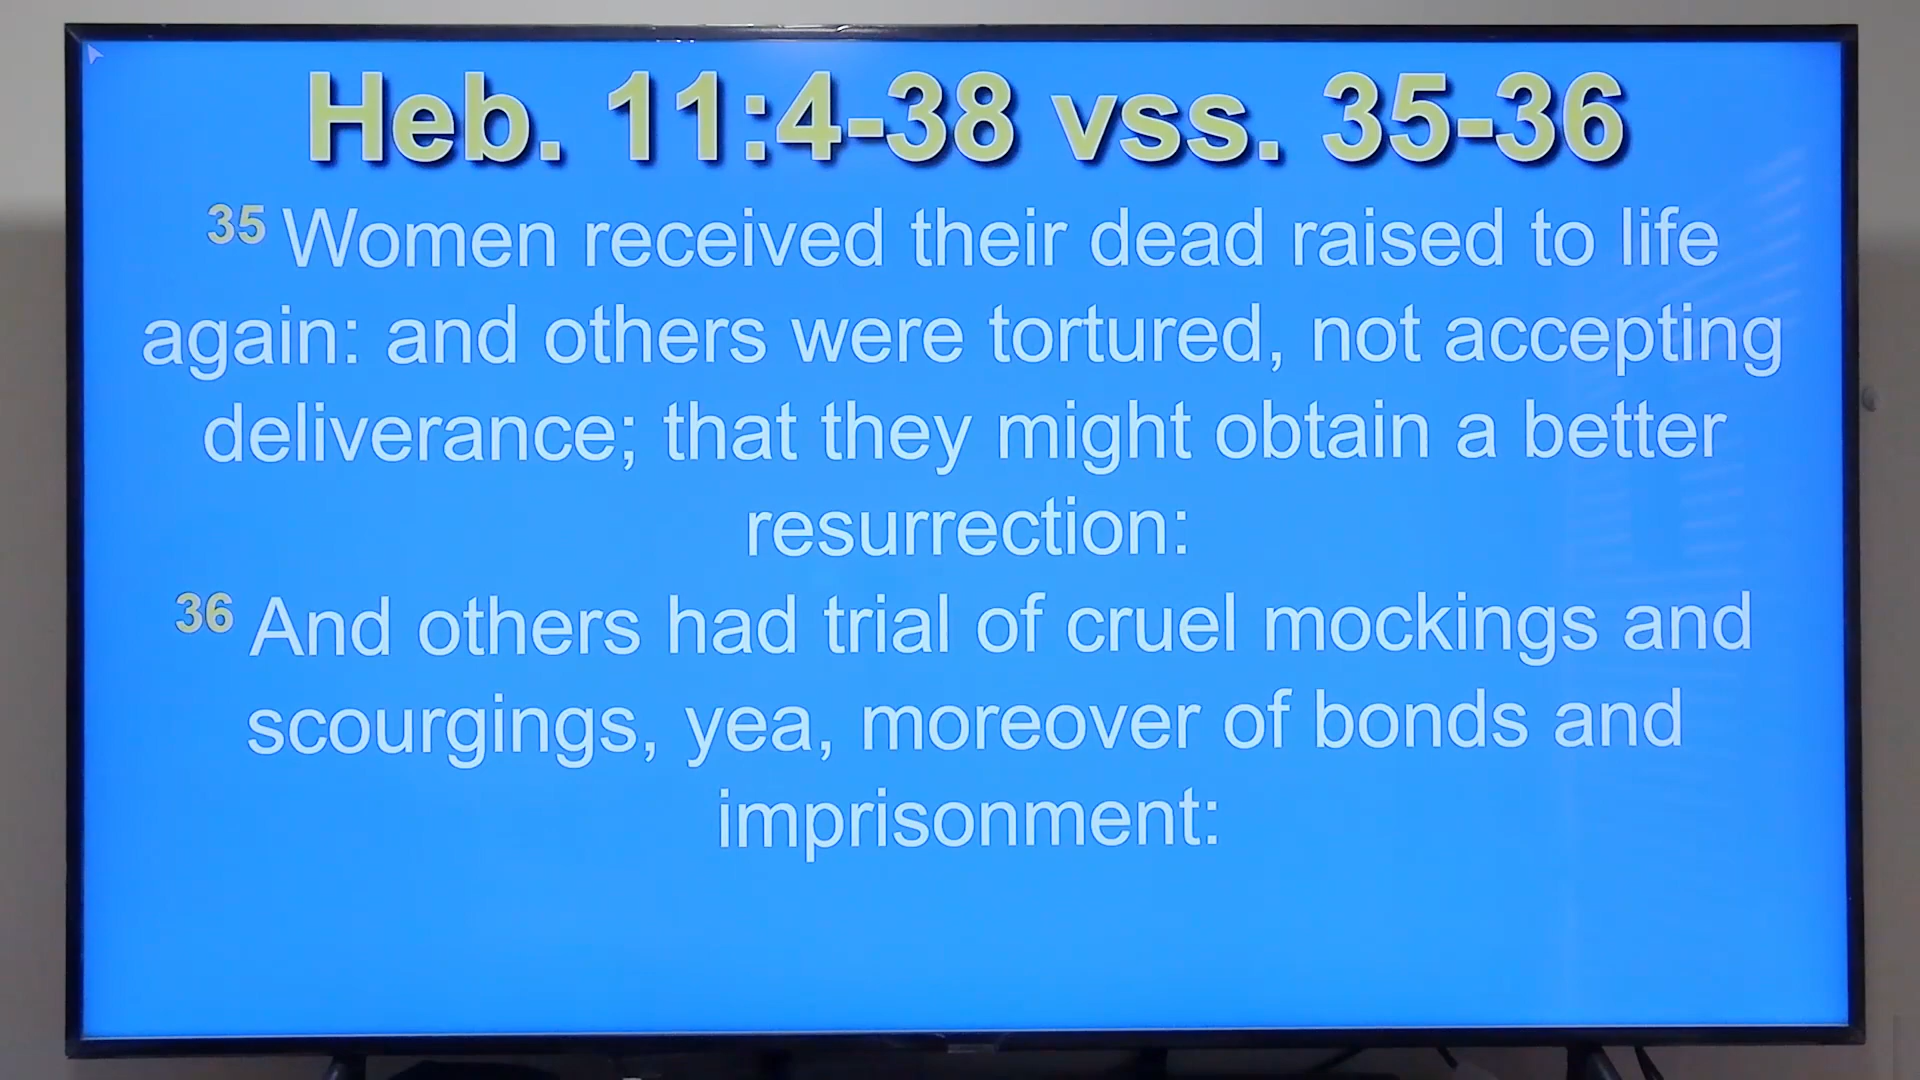 Heb. 11:4-38 vss. 35-36
35 Women received their dead raised to life
again: and others were tortured, not accepting
deliverance; that they might obtain a better
resurrection:
36 And others had trial of cruel mockings and
scourgings, yea, moreover of bonds and
imprisonment: